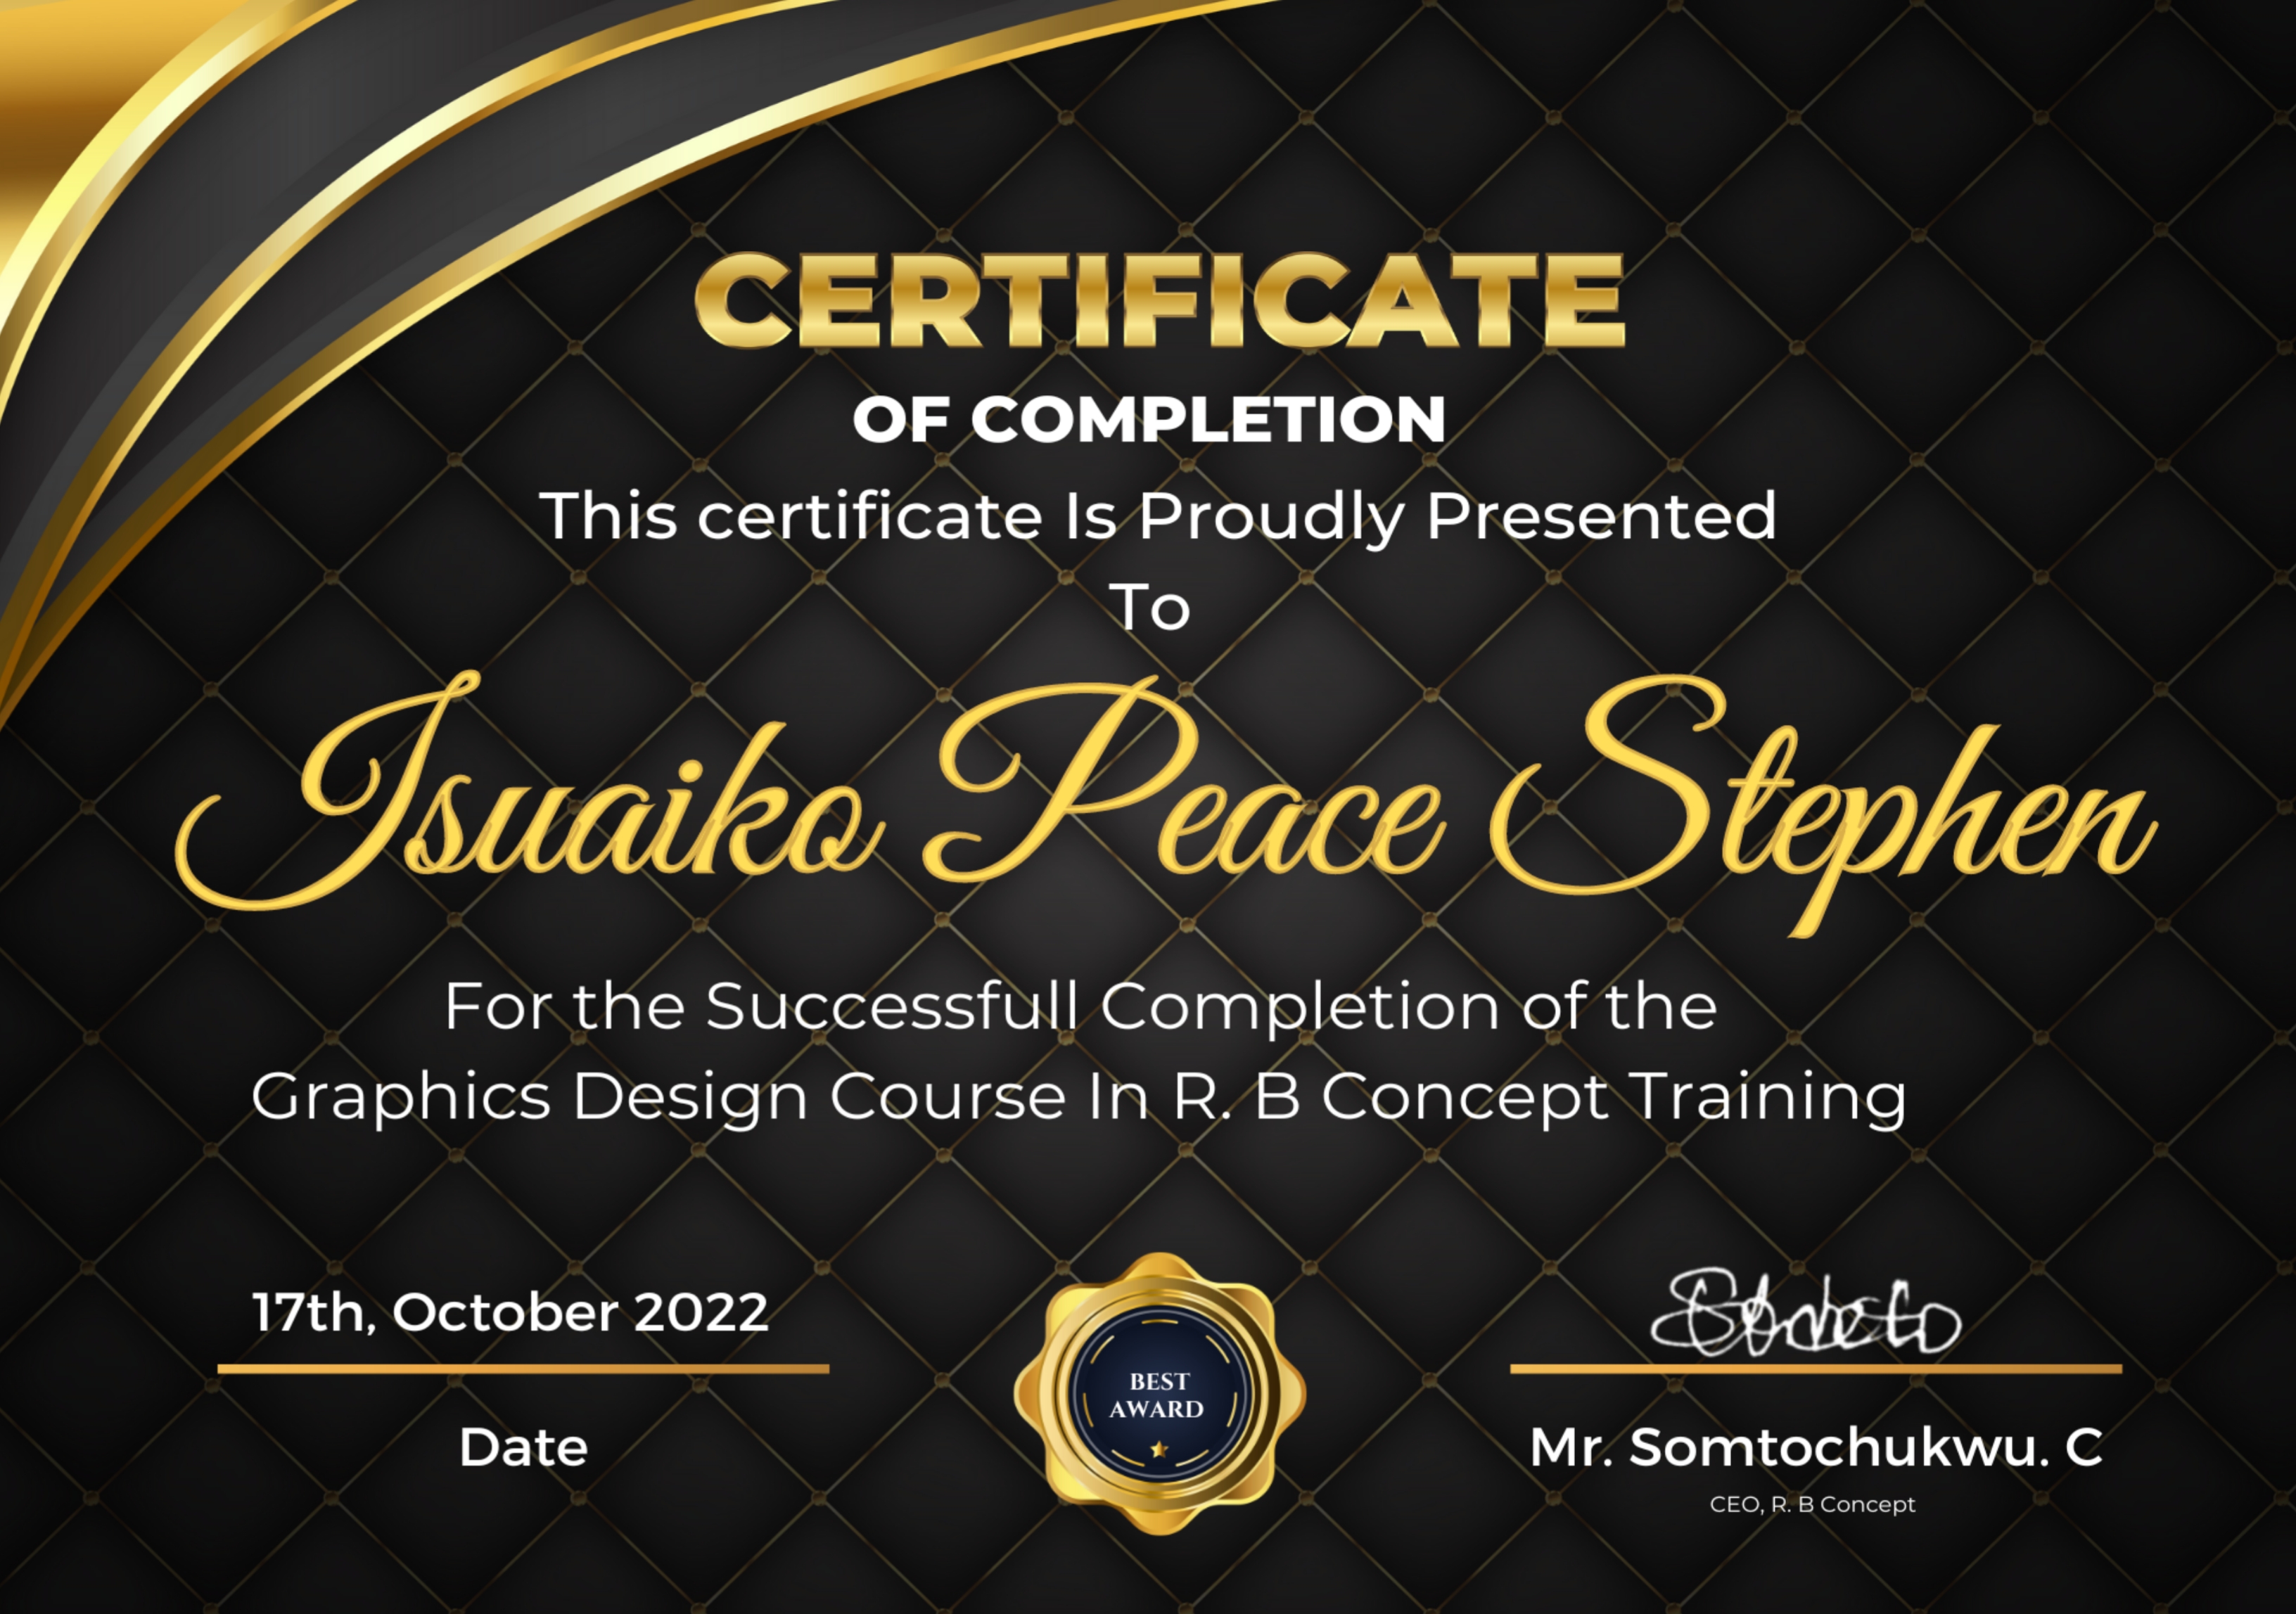 CERTIFICATE
OF COMPLETION
This certificate Is Proudly Presented
To
Isuaiko Peace Stephen
For the Successfull Completion of the
Graphics Design Course In R. B Concept Training
17th, October 2022
Date
BEST
AWARD
Mr. Somtochukwu. C
CEO, R. B Concept